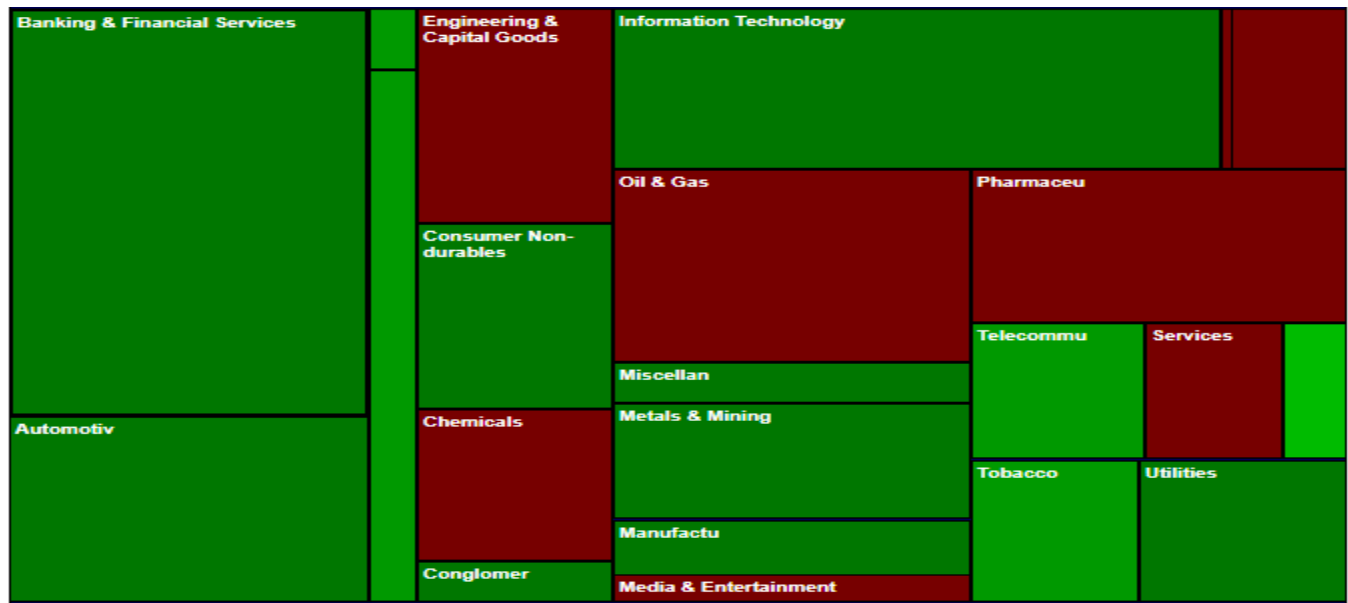 Banking & Financial Services
Automotiv
Engineering &
Capital Goods
Consumer Non-
durables
Chemicals
Conglomer
Information Technology
Oil & Gas
Miscellan
Metals & Mining
Manufactu
Media & Entertainment
Pharmaceu
Telecommu
Services
Tobacco
Utilities